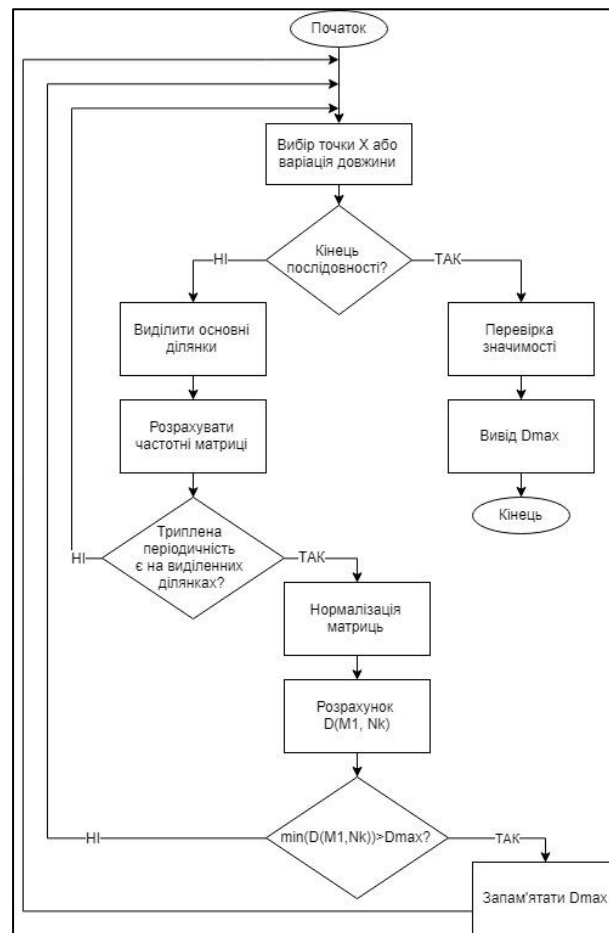 Початок
Вибір точки X або
варіація довжини
Кінець
послідовності?
НІ
ТАК
Виділити основні
ділянки
Перевірка
значимості
Розрахувати
частотні матриці
Вивід Dmax
Кінець
Триплена
періодичність
є на виділенних
ділянках?
НІ
ТАК
Нормалізація
матриць
Розрахунок
D(M1, Nk)
min(D(M1,Nk))>Dmax?
НІ
ТАК
Запам'ятати Dmax